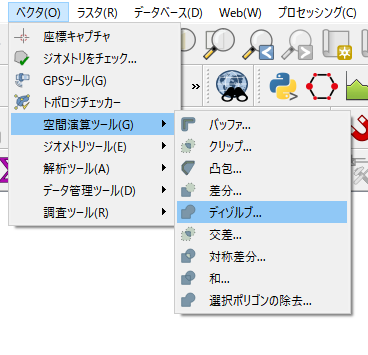 ベクタ(O) ラスタ(R) データベース(D) Web(W) プロセッシング(C)
座標キャプチャ
ジオメトリをチェック...
GPSツール(G)
トポロジチェッカー
空間演算ツール(G)
ジオメトリツール(E)
解析ツール(A)
データ管理ツール(D)
調査ツール(R)
バッファ...
クリップ...
凸包...
差分...
ディゾルブ...
交差...
対称差分...
和...
選択ポリゴンの除去...